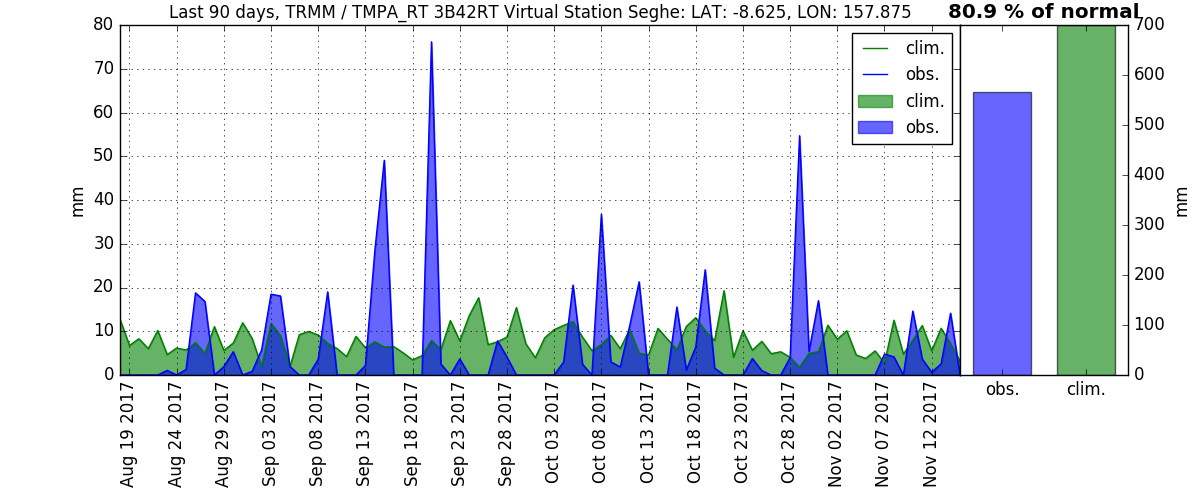 Last 90 days, TRMM / TMPA_RT 3B42RT Virtual Station Seghe: LAT: -8.625, LON: 157.875
80.9 % of normal
80
70
60
50
40
30
20
10
0
mm
clim.
obs.
clim.
obs.
700
600
500
400
300
200
100
0
mm
obs.
clim.
Aug 19 2017
Aug 24 2017
Aug 29 2017
Sep 03 2017
Sep 08 2017
Sep 13 2017
Sep 18 2017
Sep 23 2017
Sep 28 2017
Oct 03 2017
Oct 08 2017
Oct 13 2017
Oct 18 2017
Oct 23 2017
Oct 28 2017
Nov 02 2017
Nov 07 2017
Nov 12 2017